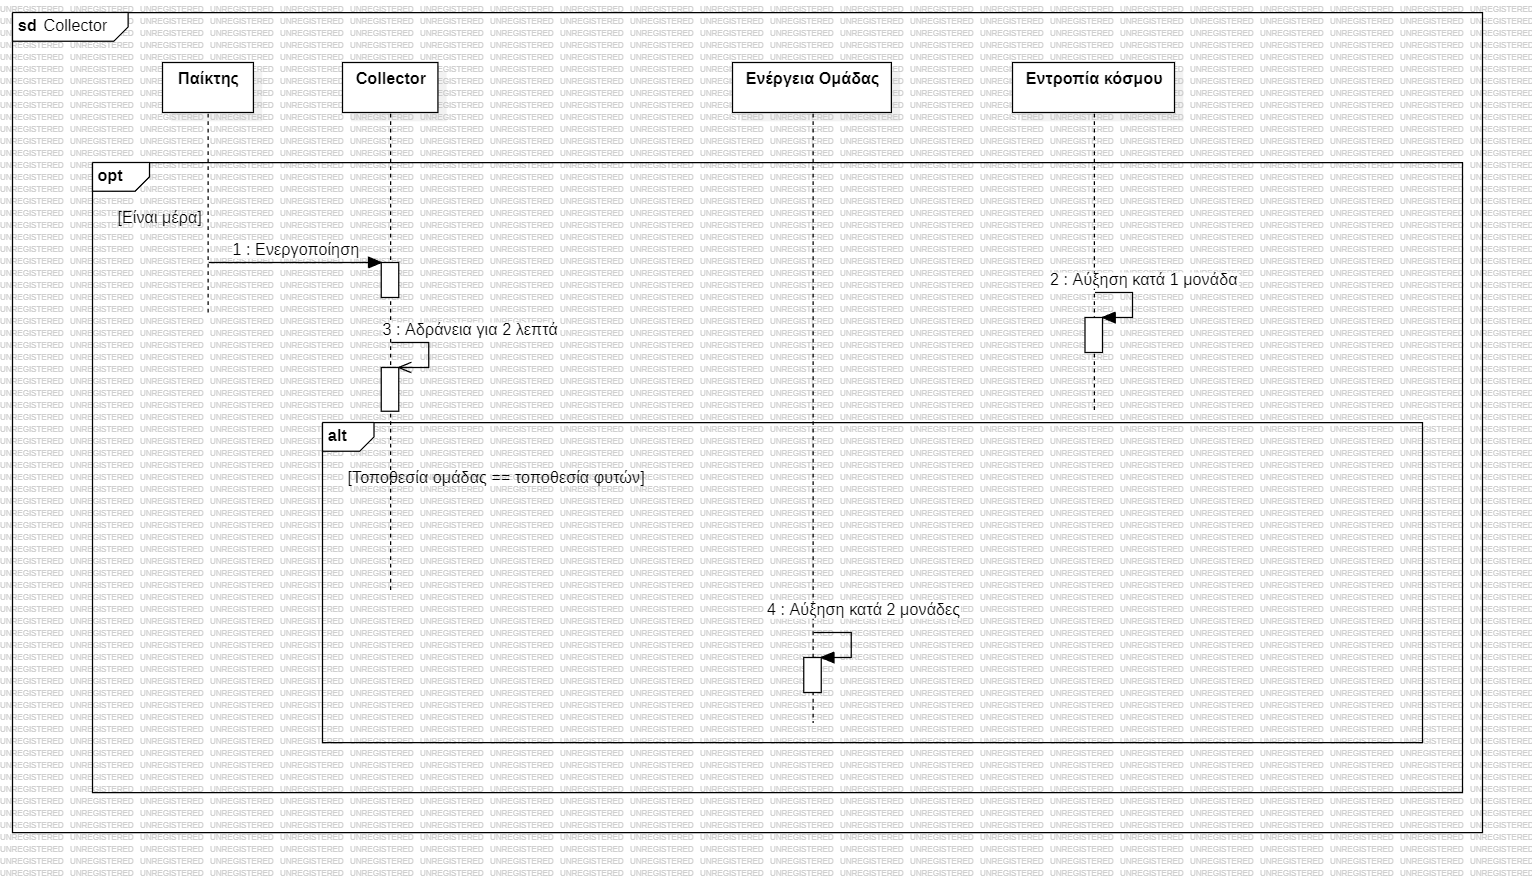 sd Collector
Παίκτης
Collector
Ενέργεια Ομάδας
Εντροπία κόσμου
opt
[Είναι μέρα]
1 : Ενεργοποίηση
2 : Αύξηση κατά 1 μονάδα
3 : Αδράνεια για 2 λεπτά
alt
[Τοποθεσία ομάδας == τοποθεσία φυτών]
4 : Αύξηση κατά 2 μονάδες
UNREGISTERED